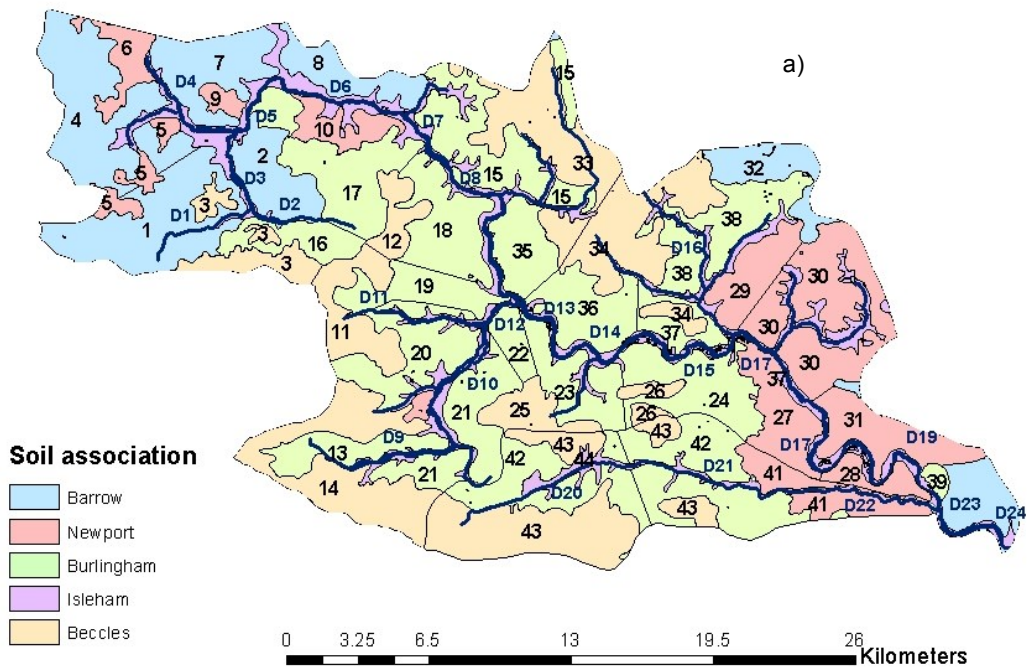 a)
6
7
8
15
D4
D6
4
9
D5
D7
5
10
33
32
2
D8
15
5
D3
17
15
38
5
3
D1
D2
12
18
35
34
D16
1
3
16
38
30
3
29
19
D11
D13
36
34
30
11
D12
D14
37
30
20
22
D15
D17
D10
37
23
26
24
21
25
26
27
31
43
D9
43
42
D19
13
42
D17
44
D21
28
21
41
39
14
D20
D23
43
41
D22
D24
43
Soil association
Barrow
Newport
Burlingham
Isleham
Beccles
0 3.25 6.5 13 19.5 26
Kilometers